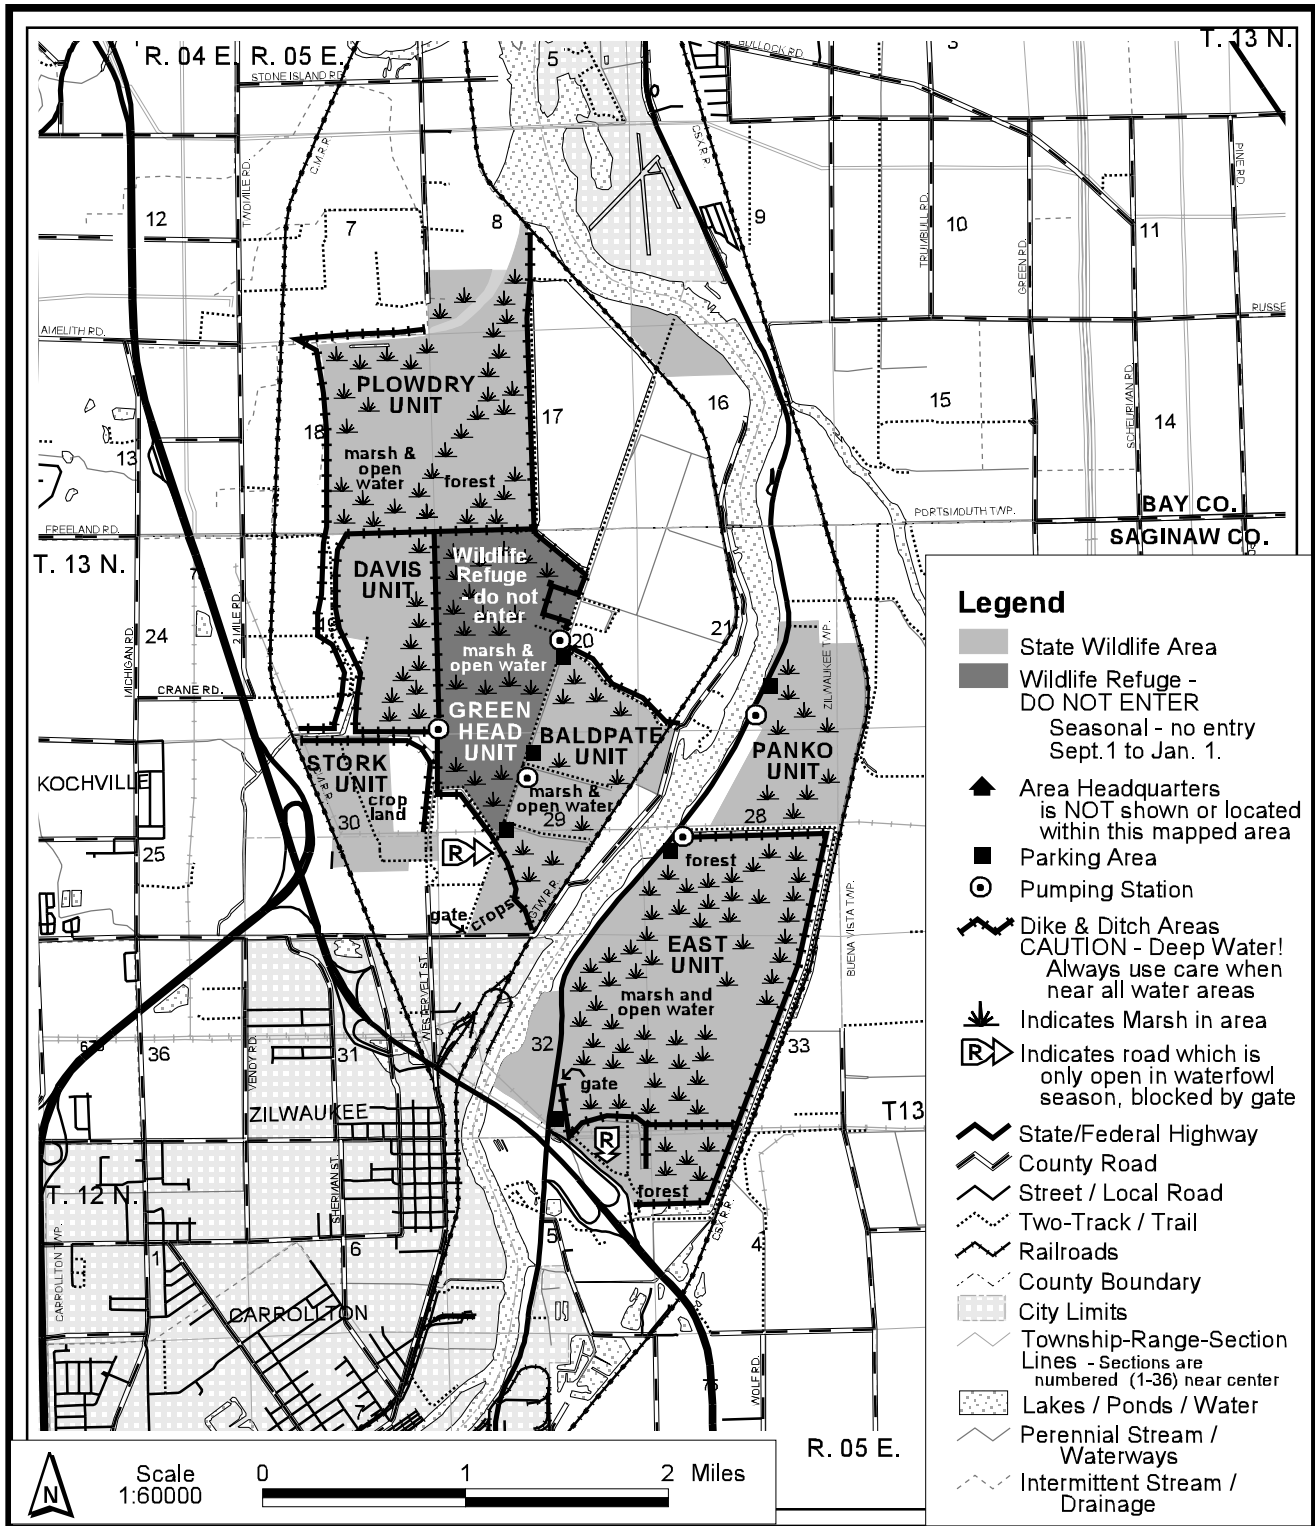 R. 04 E.
R. 05 E.
T. 13 N.
STONE ISLAND RD.
BULLOCK RD.
5
3
C.M.R.R.
C.S.X.R.R.
TWOMILE RD.
PINE RD.
12
7
8
9
10
11
TRUMBULL RD.
GREEN RD.
AMELITH RD.
RUSSE
PLOWDRY
UNIT
17
16
15
14
SCHEURMAN RD.
18
13
marsh &
open
water
forest
FREELAND RD.
PORTSMOUTH TWP.
BAY CO.
SAGINAW CO.
T. 13 N.
DAVIS
UNIT
Wildlife
Refuge
- do not
enter
24
2 MILE RD.
19
20
21
MICHIGAN RD.
ZILWAUKEE TWP.
marsh &
open water
CRANE RD.
GREEN
HEAD
UNIT
BALDPATE
UNIT
PANKO
UNIT
STORK
UNIT
KOCHVILLE
crop
land
marsh &
open water
30
29
28
25
R
forest
gate
crops
G.T.W.R.R.
EAST
UNIT
BUENA VISTA TWP.
WESTERVELT ST.
marsh and
open water
675
36
31
32
33
VENOY RD.
gate
ZILWAUKEE
T13
R
SHERMAN ST.
T. 12 N.
forest
CSX.R.R.
CARROLLTON TWP.
1
6
5
4
CARROLLTON
WOLF RD.
75
R. 05 E.
Legend
State Wildlife Area
Wildlife Refuge -
DO NOT ENTER
Seasonal - no entry
Sept.1 to Jan. 1.
Area Headquarters
is NOT shown or located
within this mapped area
Parking Area
Pumping Station
Dike & Ditch Areas
CAUTION - Deep Water!
Always use care when
near all water areas
Indicates Marsh in area
R Indicates road which is
only open in waterfowl
season, blocked by gate
State/Federal Highway
County Road
Street / Local Road
Two-Track / Trail
Railroads
County Boundary
City Limits
Township-Range-Section
Lines - Sections are
numbered (1-36) near center
Lakes / Ponds / Water
Perennial Stream /
Waterways
Intermittent Stream /
Drainage
N
Scale
1:60000
0 1 2 Miles